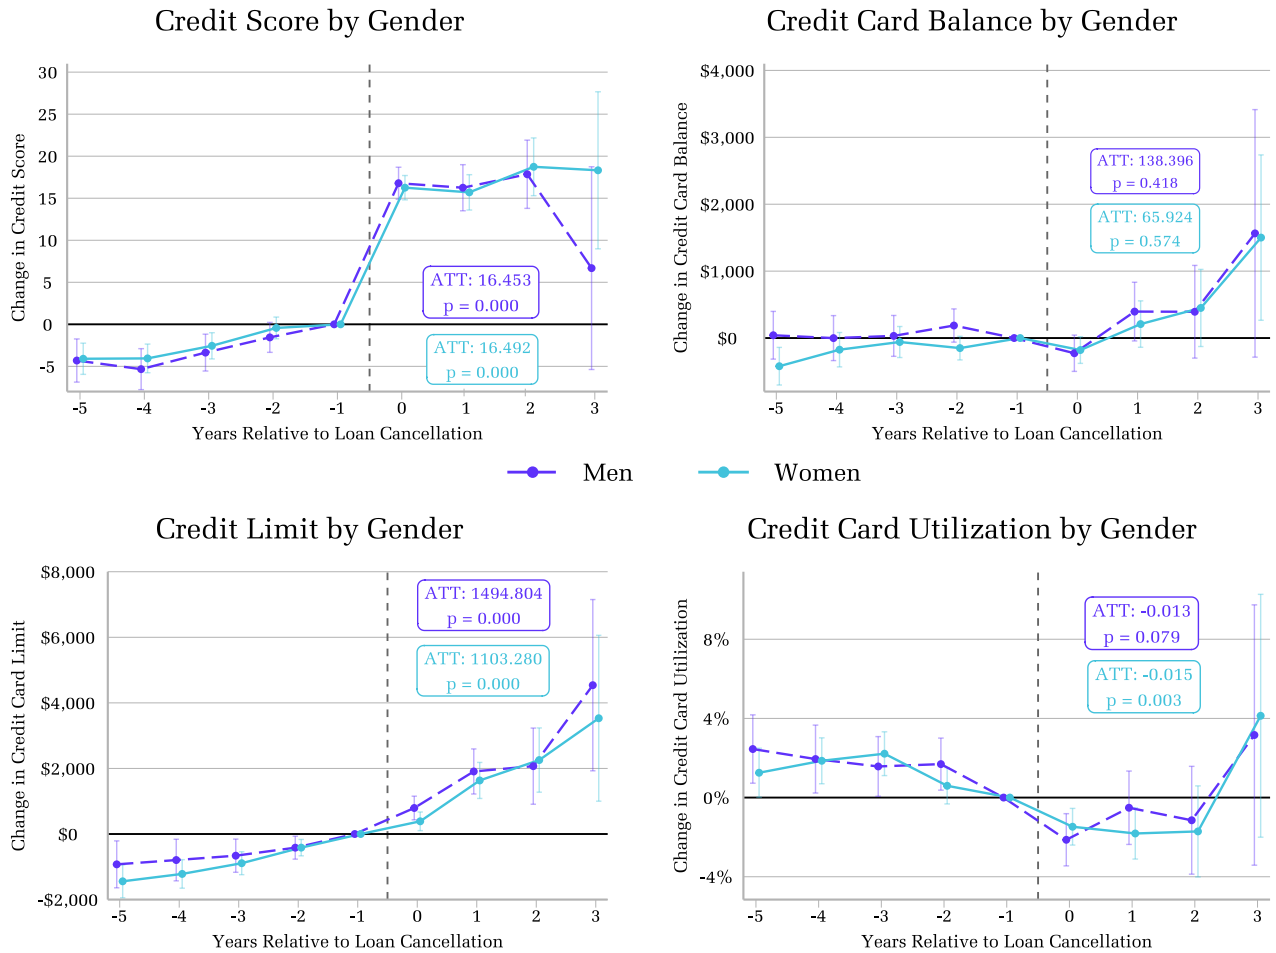 Credit Score by Gender
Change in Credit Score
30
25
20
15
10
5
0
-5
ATT: 16.453
p = 0.000
ATT: 16.492
p = 0.000
-5 -4 -3 -2 -1 0 1 2 3
Years Relative to Loan Cancellation
Credit Card Balance by Gender
Change in Credit Card Balance
$4,000
$3,000
$2,000
$1,000
$0
ATT: 138.396
p = 0.418
ATT: 65.924
p = 0.574
-5 -4 -3 -2 -1 0 1 2 3
Years Relative to Loan Cancellation
Men
Women
Credit Limit by Gender
Change in Credit Card Limit
$8,000
$6,000
$4,000
$2,000
$0
-$2,000
ATT: 1494.804
p = 0.000
ATT: 1103.280
p = 0.000
-5 -4 -3 -2 -1 0 1 2 3
Years Relative to Loan Cancellation
Credit Card Utilization by Gender
Change in Credit Card Utilization
8%
4%
0%
-4%
ATT: -0.013
p = 0.079
ATT: -0.015
p = 0.003
-5 -4 -3 -2 -1 0 1 2 3
Years Relative to Loan Cancellation